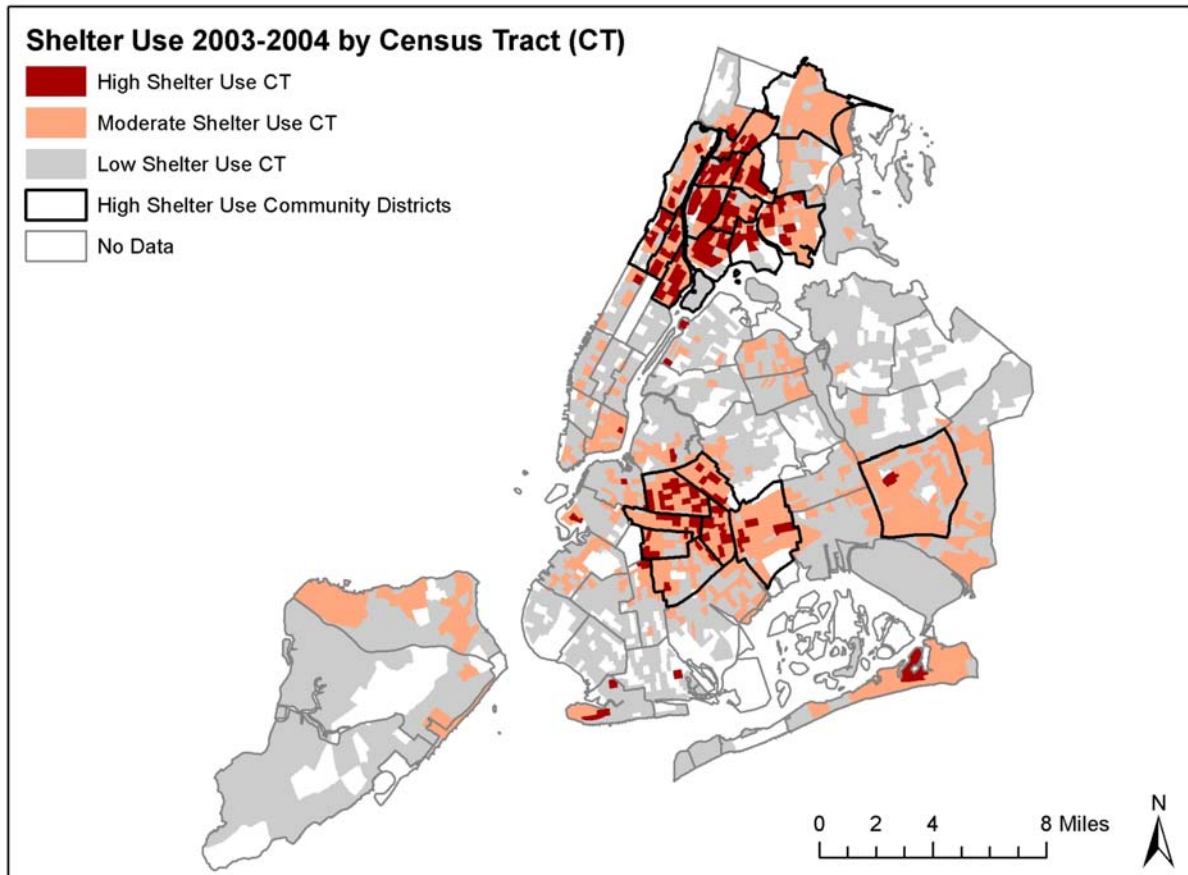 Shelter Use 2003-2004 by Census Tract (CT)
High Shelter Use CT
Moderate Shelter Use CT
Low Shelter Use CT
High Shelter Use Community Districts
No Data
0 2 4 8 Miles
N